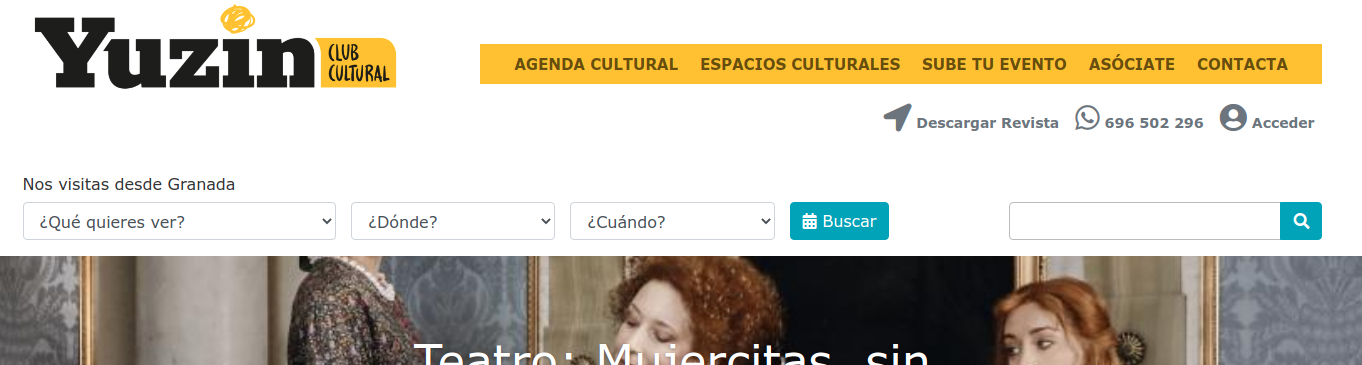 Yuzin
CLUB
CULTURAL
AGENDA CULTURAL ESPACIOS CULTURALES SUBE TU EVENTO ASÓCIATE CONTACTA
Descargar Revista 696 502 296 Acceder
Nos visitas desde Granada
¿Qué quieres ver? ¿Dónde? ¿Cuándo? Buscar
Teatro: Mujercitas, sin